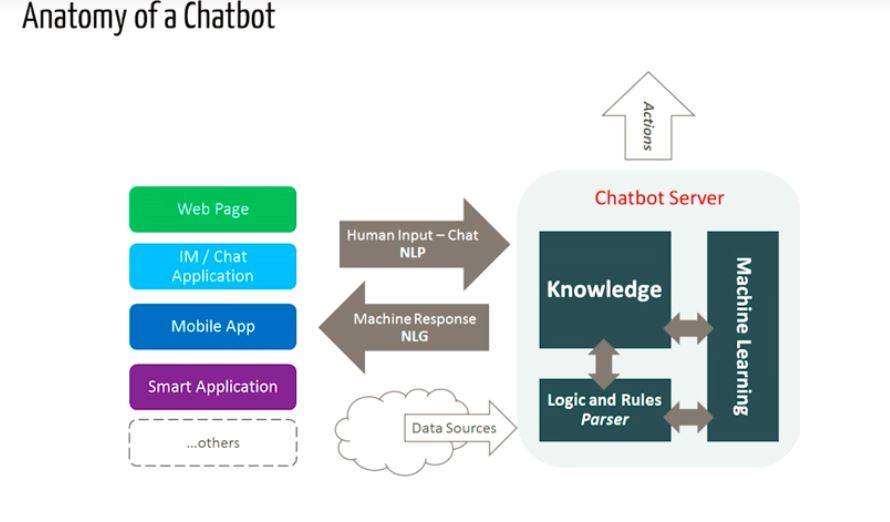 Anatomy of a Chatbot
Actions
Chatbot Server
Web Page
IM / Chat
Application
Mobile App
Smart Application
...others
Human Input – Chat
NLP
Machine Response
NLG
Data Sources
Knowledge
Logic and Rules
Parser
Machine Learning